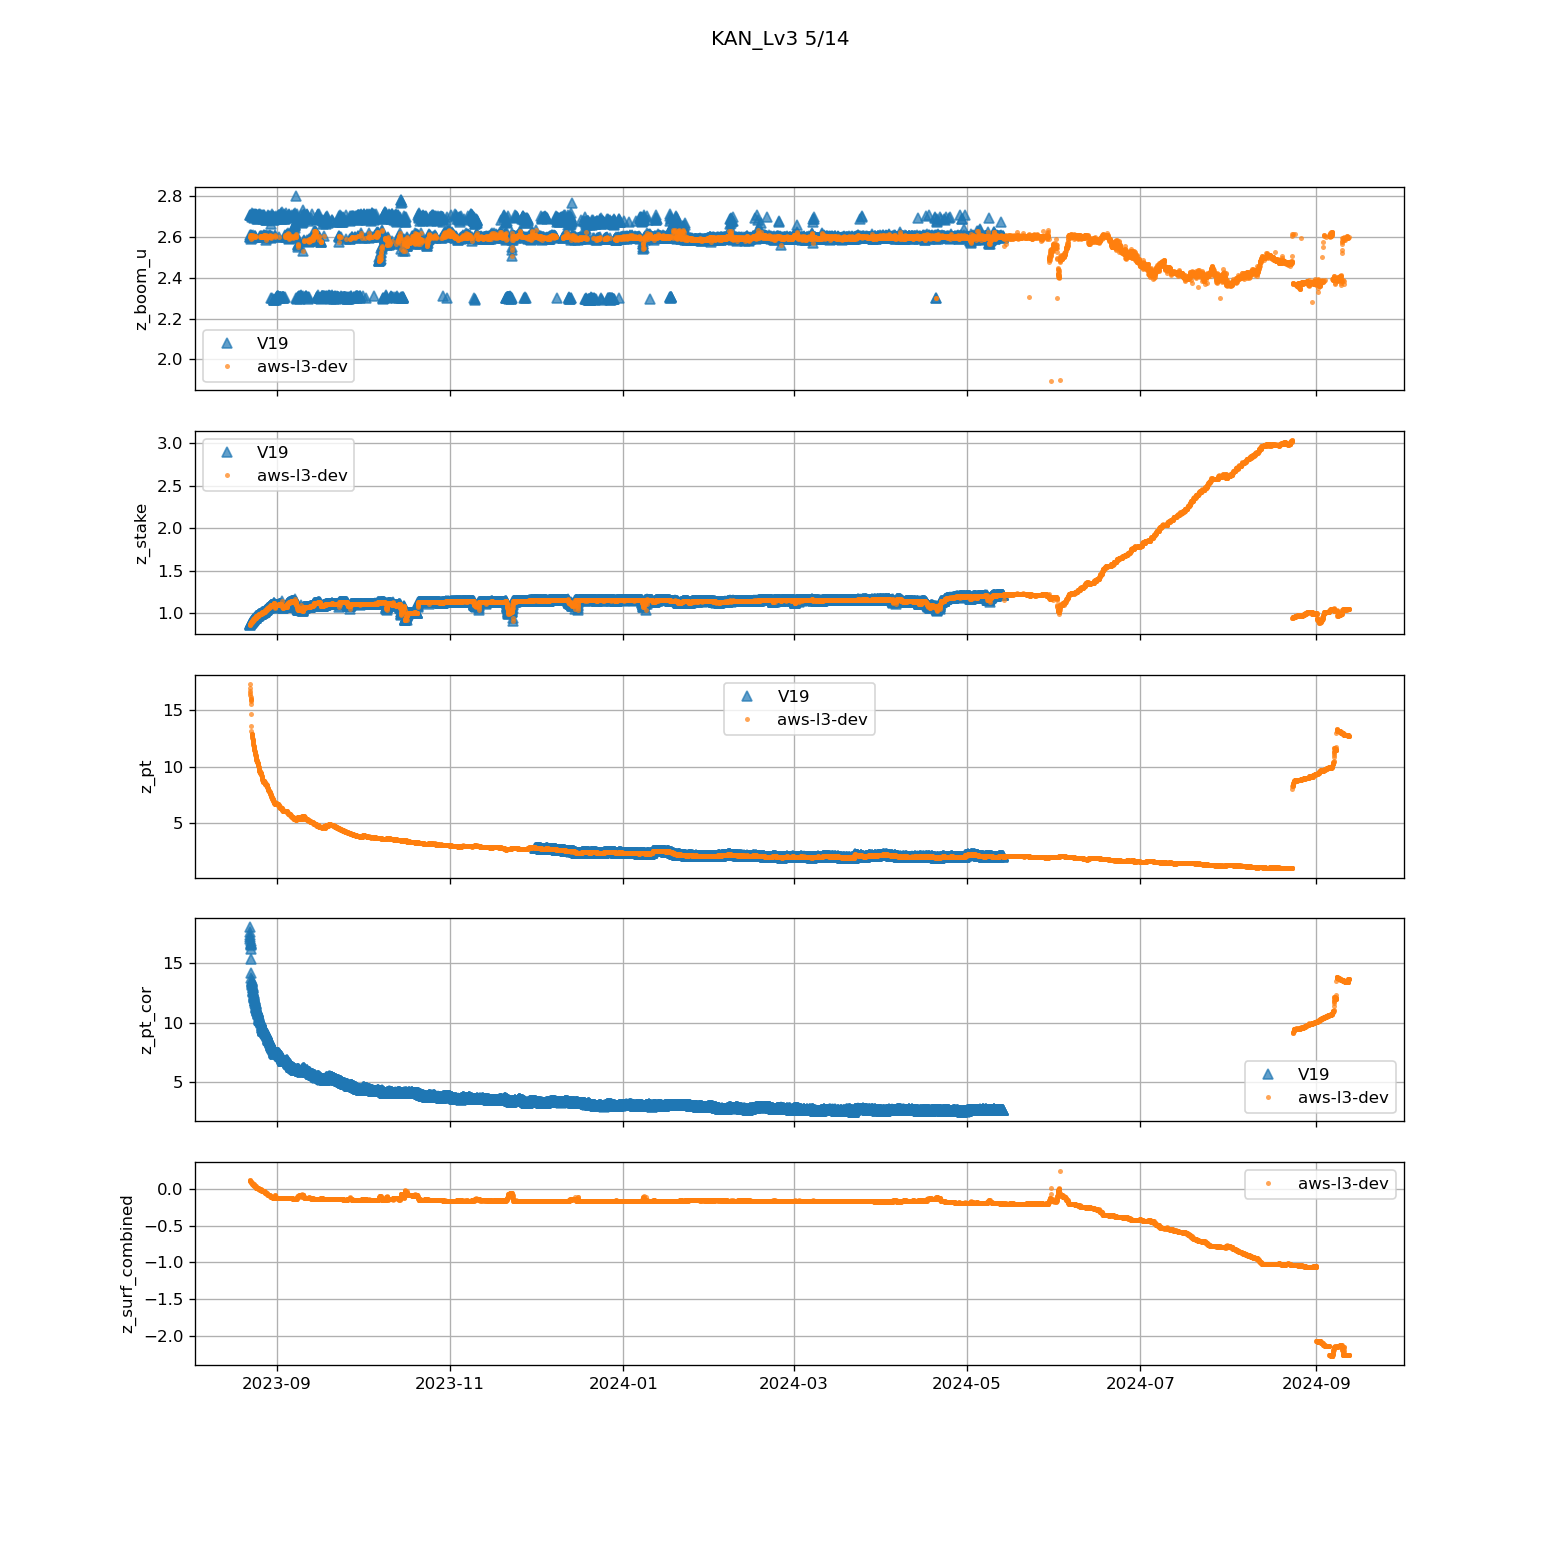 KAN_Lv3 5/14
z_boom_u
2.8
2.6
2.4
2.2
2.0
V19
aws-l3-dev
z_stake
3.0
2.5
2.0
1.5
1.0
V19
aws-l3-dev
z_pt
15
10
5
V19
aws-l3-dev
z_pt_cor
15
10
5
V19
aws-l3-dev
z_surf_combined
0.0
−0.5
−1.0
−1.5
−2.0
aws-l3-dev
2023-09 2023-11 2024-01 2024-03 2024-05 2024-07 2024-09